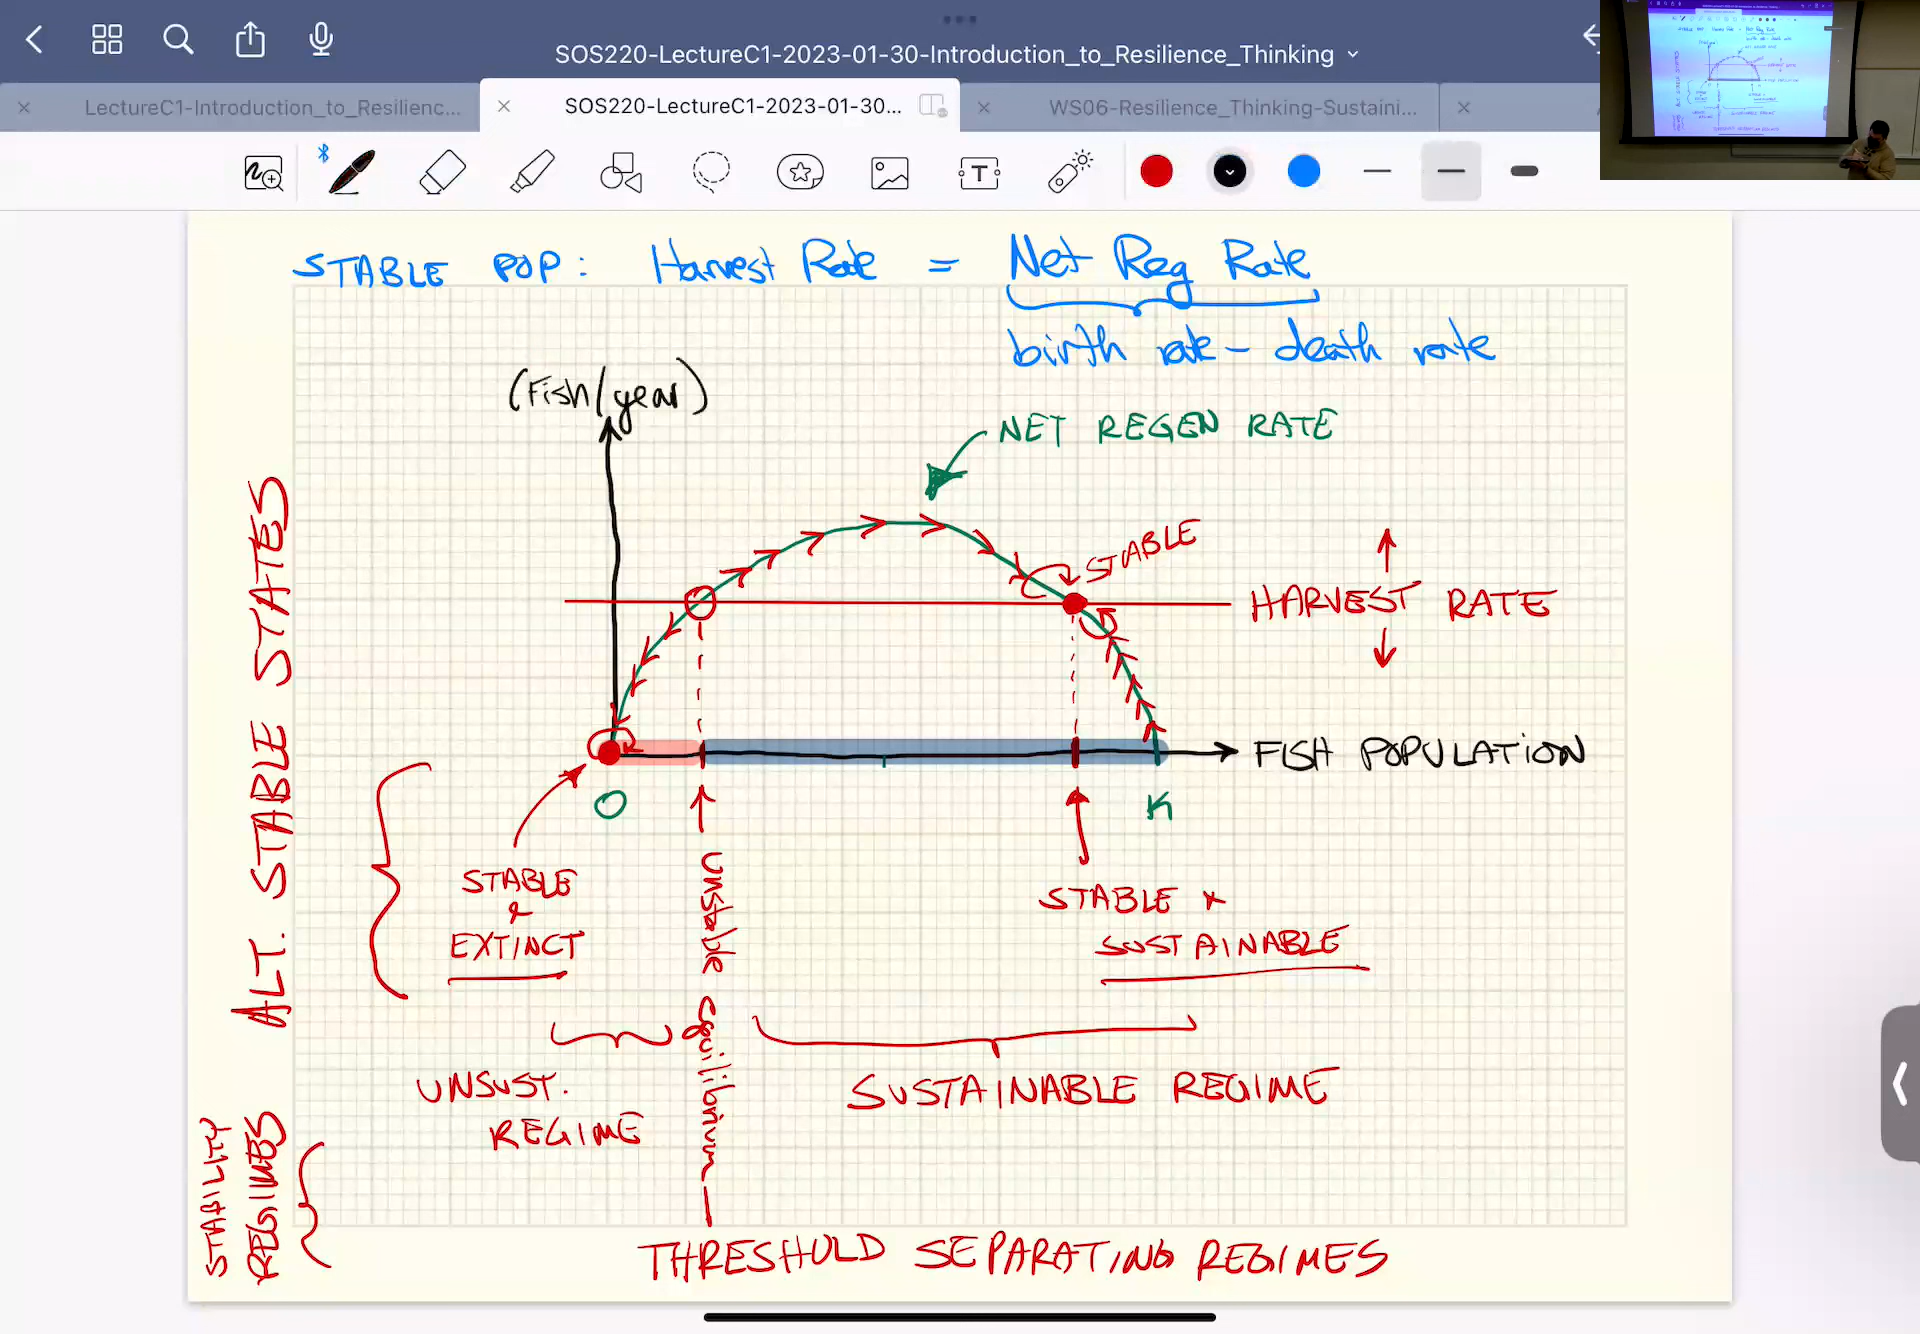 SOS220-LectureC1-2023-01-30-Introduction_to_Resilience_Thinking
LectureC1-Introduction_to_Resilienc...
SOS220-LectureC1-2023-01-30...
WS06-Resilience_Thinking-Sustaini...
T
STABLE POP: Harvest Rate = Net Reg Rate
birth rate - death rate
(Fish/year)
NET REGEN RATE
STABLE
HARVEST RATE
FISH POPULATION
O
K
ALT. STABLE STATES
STABLE
&
EXTINCT
unstable equilibrium
STABLE &
SUSTAINABLE
UNSUST.
REGIME
SUSTAINABLE REGIME
STABILITY
REGIMES
THRESHOLD SEPARATING REGIMES